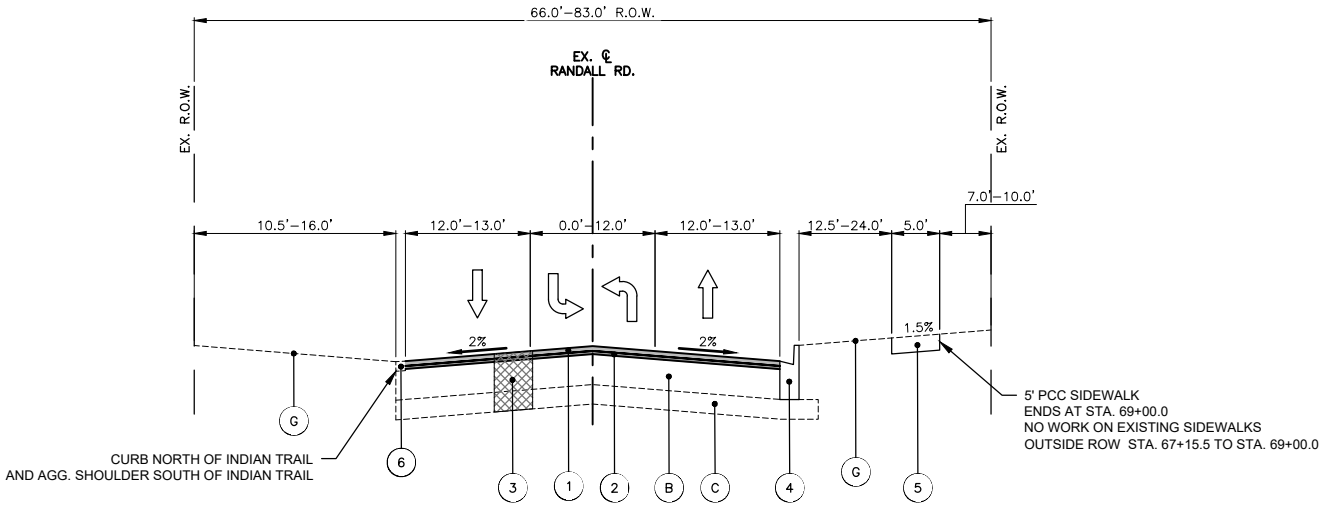 66.0'-83.0' R.O.W.
EX. ℄
RANDALL RD.
EX. R.O.W.
EX. R.O.W.
7.0'-10.0'
10.5'-16.0'
12.0'-13.0'
0.0'-12.0'
12.0'-13.0'
12.5'-24.0'
5.0'
2%
2%
1.5%
5' PCC SIDEWALK
ENDS AT STA. 69+00.0
NO WORK ON EXISTING SIDEWALKS
OUTSIDE ROW STA. 67+15.5 TO STA. 69+00.0
G
CURB NORTH OF INDIAN TRAIL
AND AGG. SHOULDER SOUTH OF INDIAN TRAIL
6
3
1
2
B
C
4
G
5